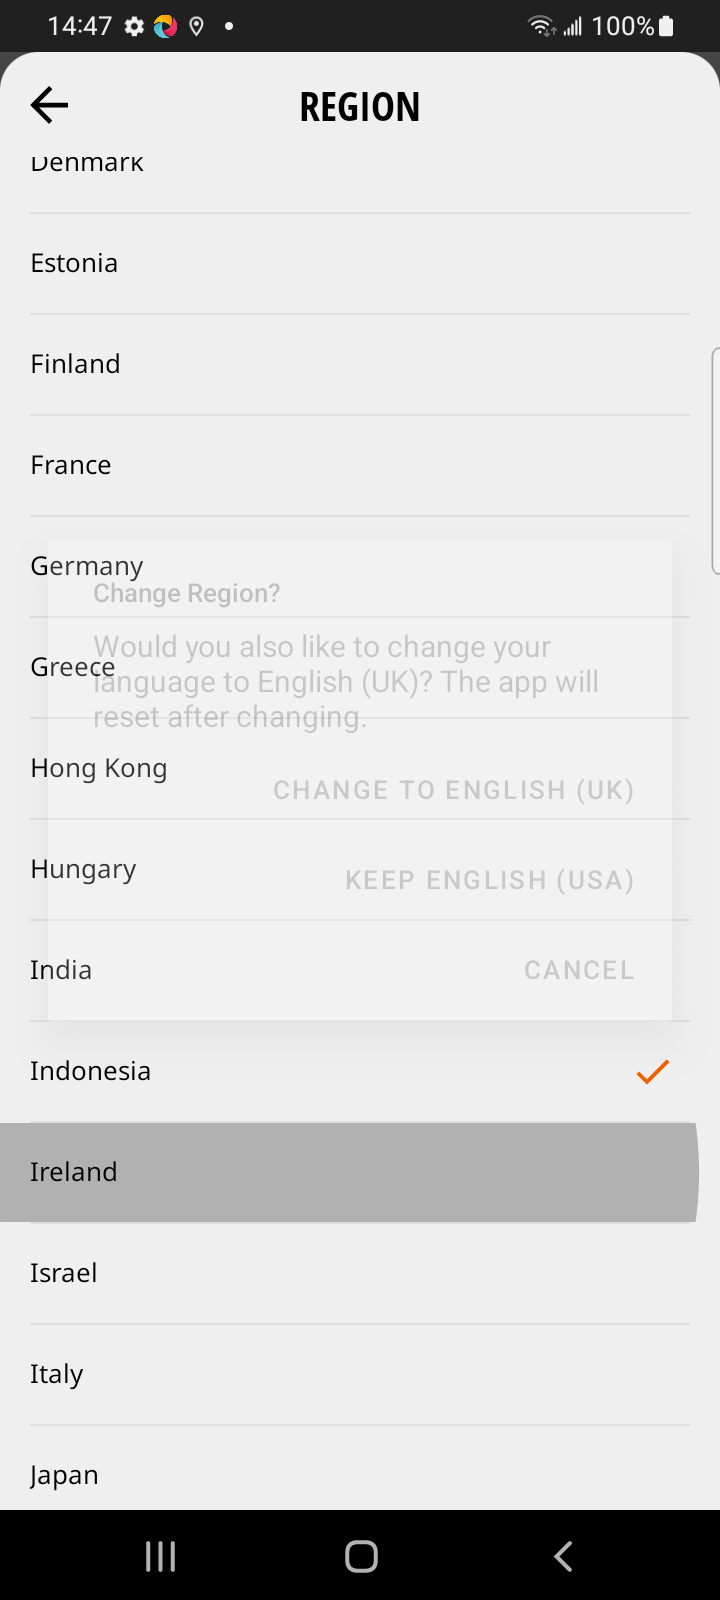 14:47
100%
REGION
Denmark
Estonia
Finland
France
Germany
Change Region?
Would you also like to change your
language to English (UK)? The app will
reset after changing.
Greece
Hong Kong
CHANGE TO ENGLISH (UK)
Hungary
KEEP ENGLISH (USA)
India
CANCEL
Indonesia
Ireland
Israel
Italy
Japan